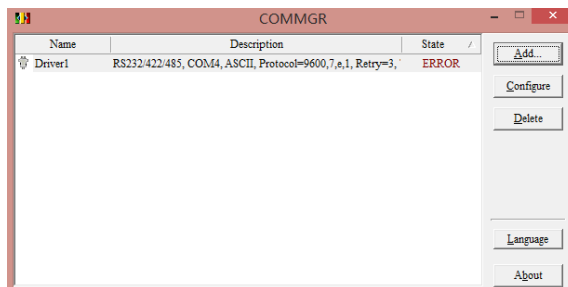 COMMGR
Name Description State
Driver1 RS232/422/485, COM4, ASCII, Protocol=9600,7,e,1, Retry=3, ERROR
Add...
Configure
Delete
Language
About